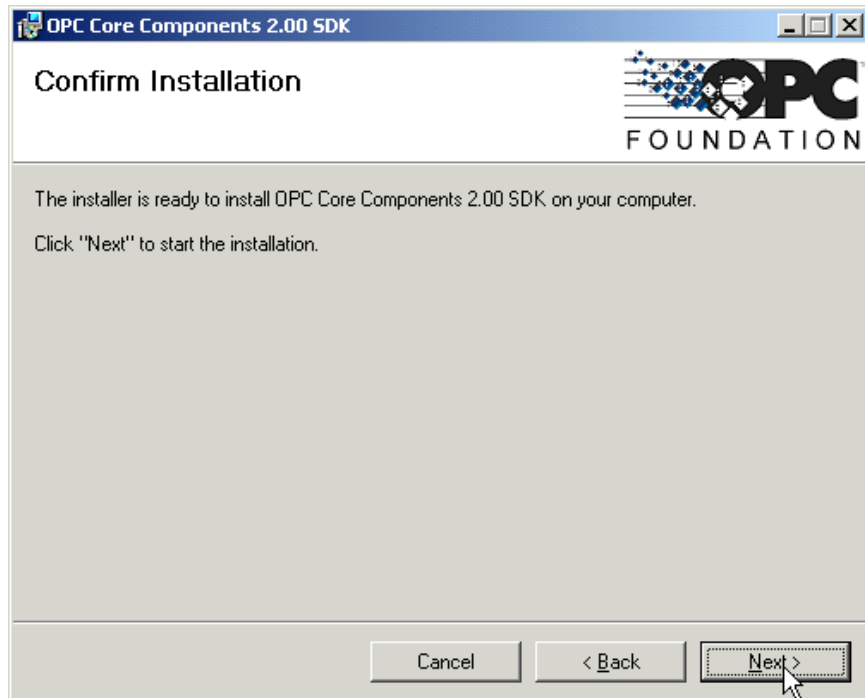 OPC Core Components 2.00 SDK
Confirm Installation
OPC
FOUNDATION
The installer is ready to install OPC Core Components 2.00 SDK on your computer.
Click "Next" to start the installation.
Cancel
< Back
Next >